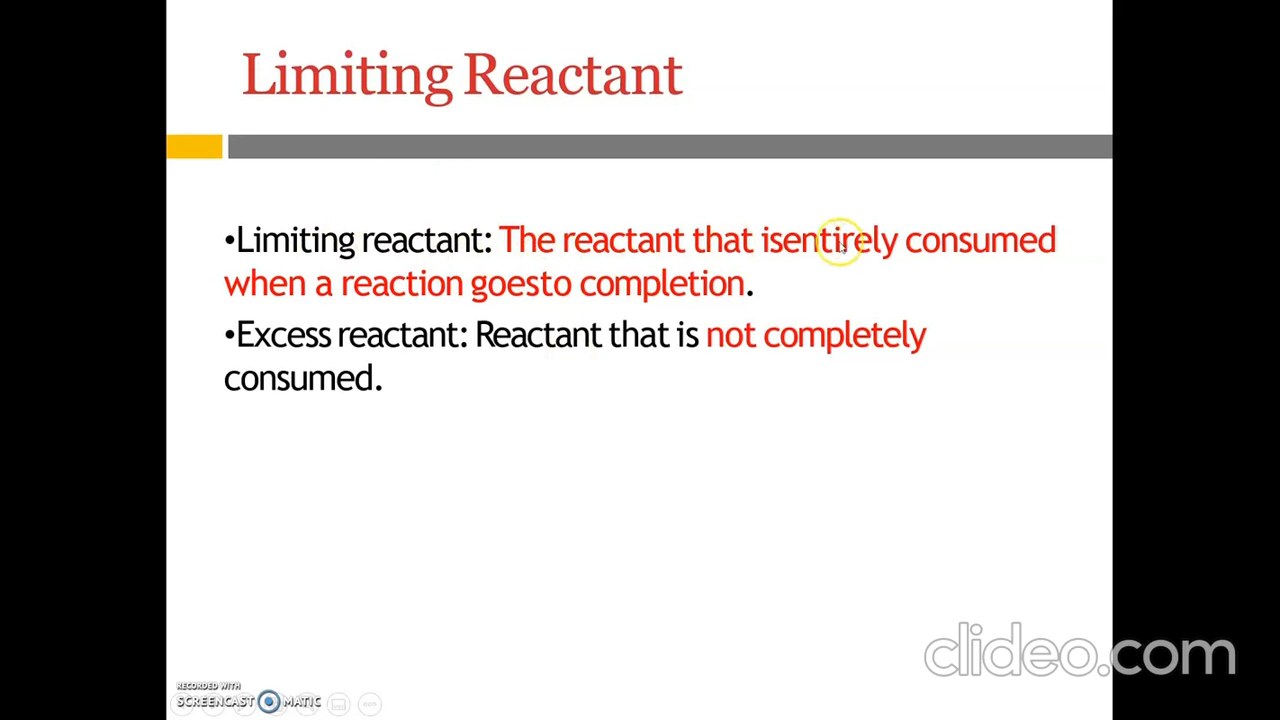 Limiting Reactant
•Limiting reactant: The reactant that isentirely consumed
when a reaction goesto completion.
•Excess reactant: Reactant that is not completely
consumed.
clideo.com
RECORDED WITH
SCREENCAST MATIC